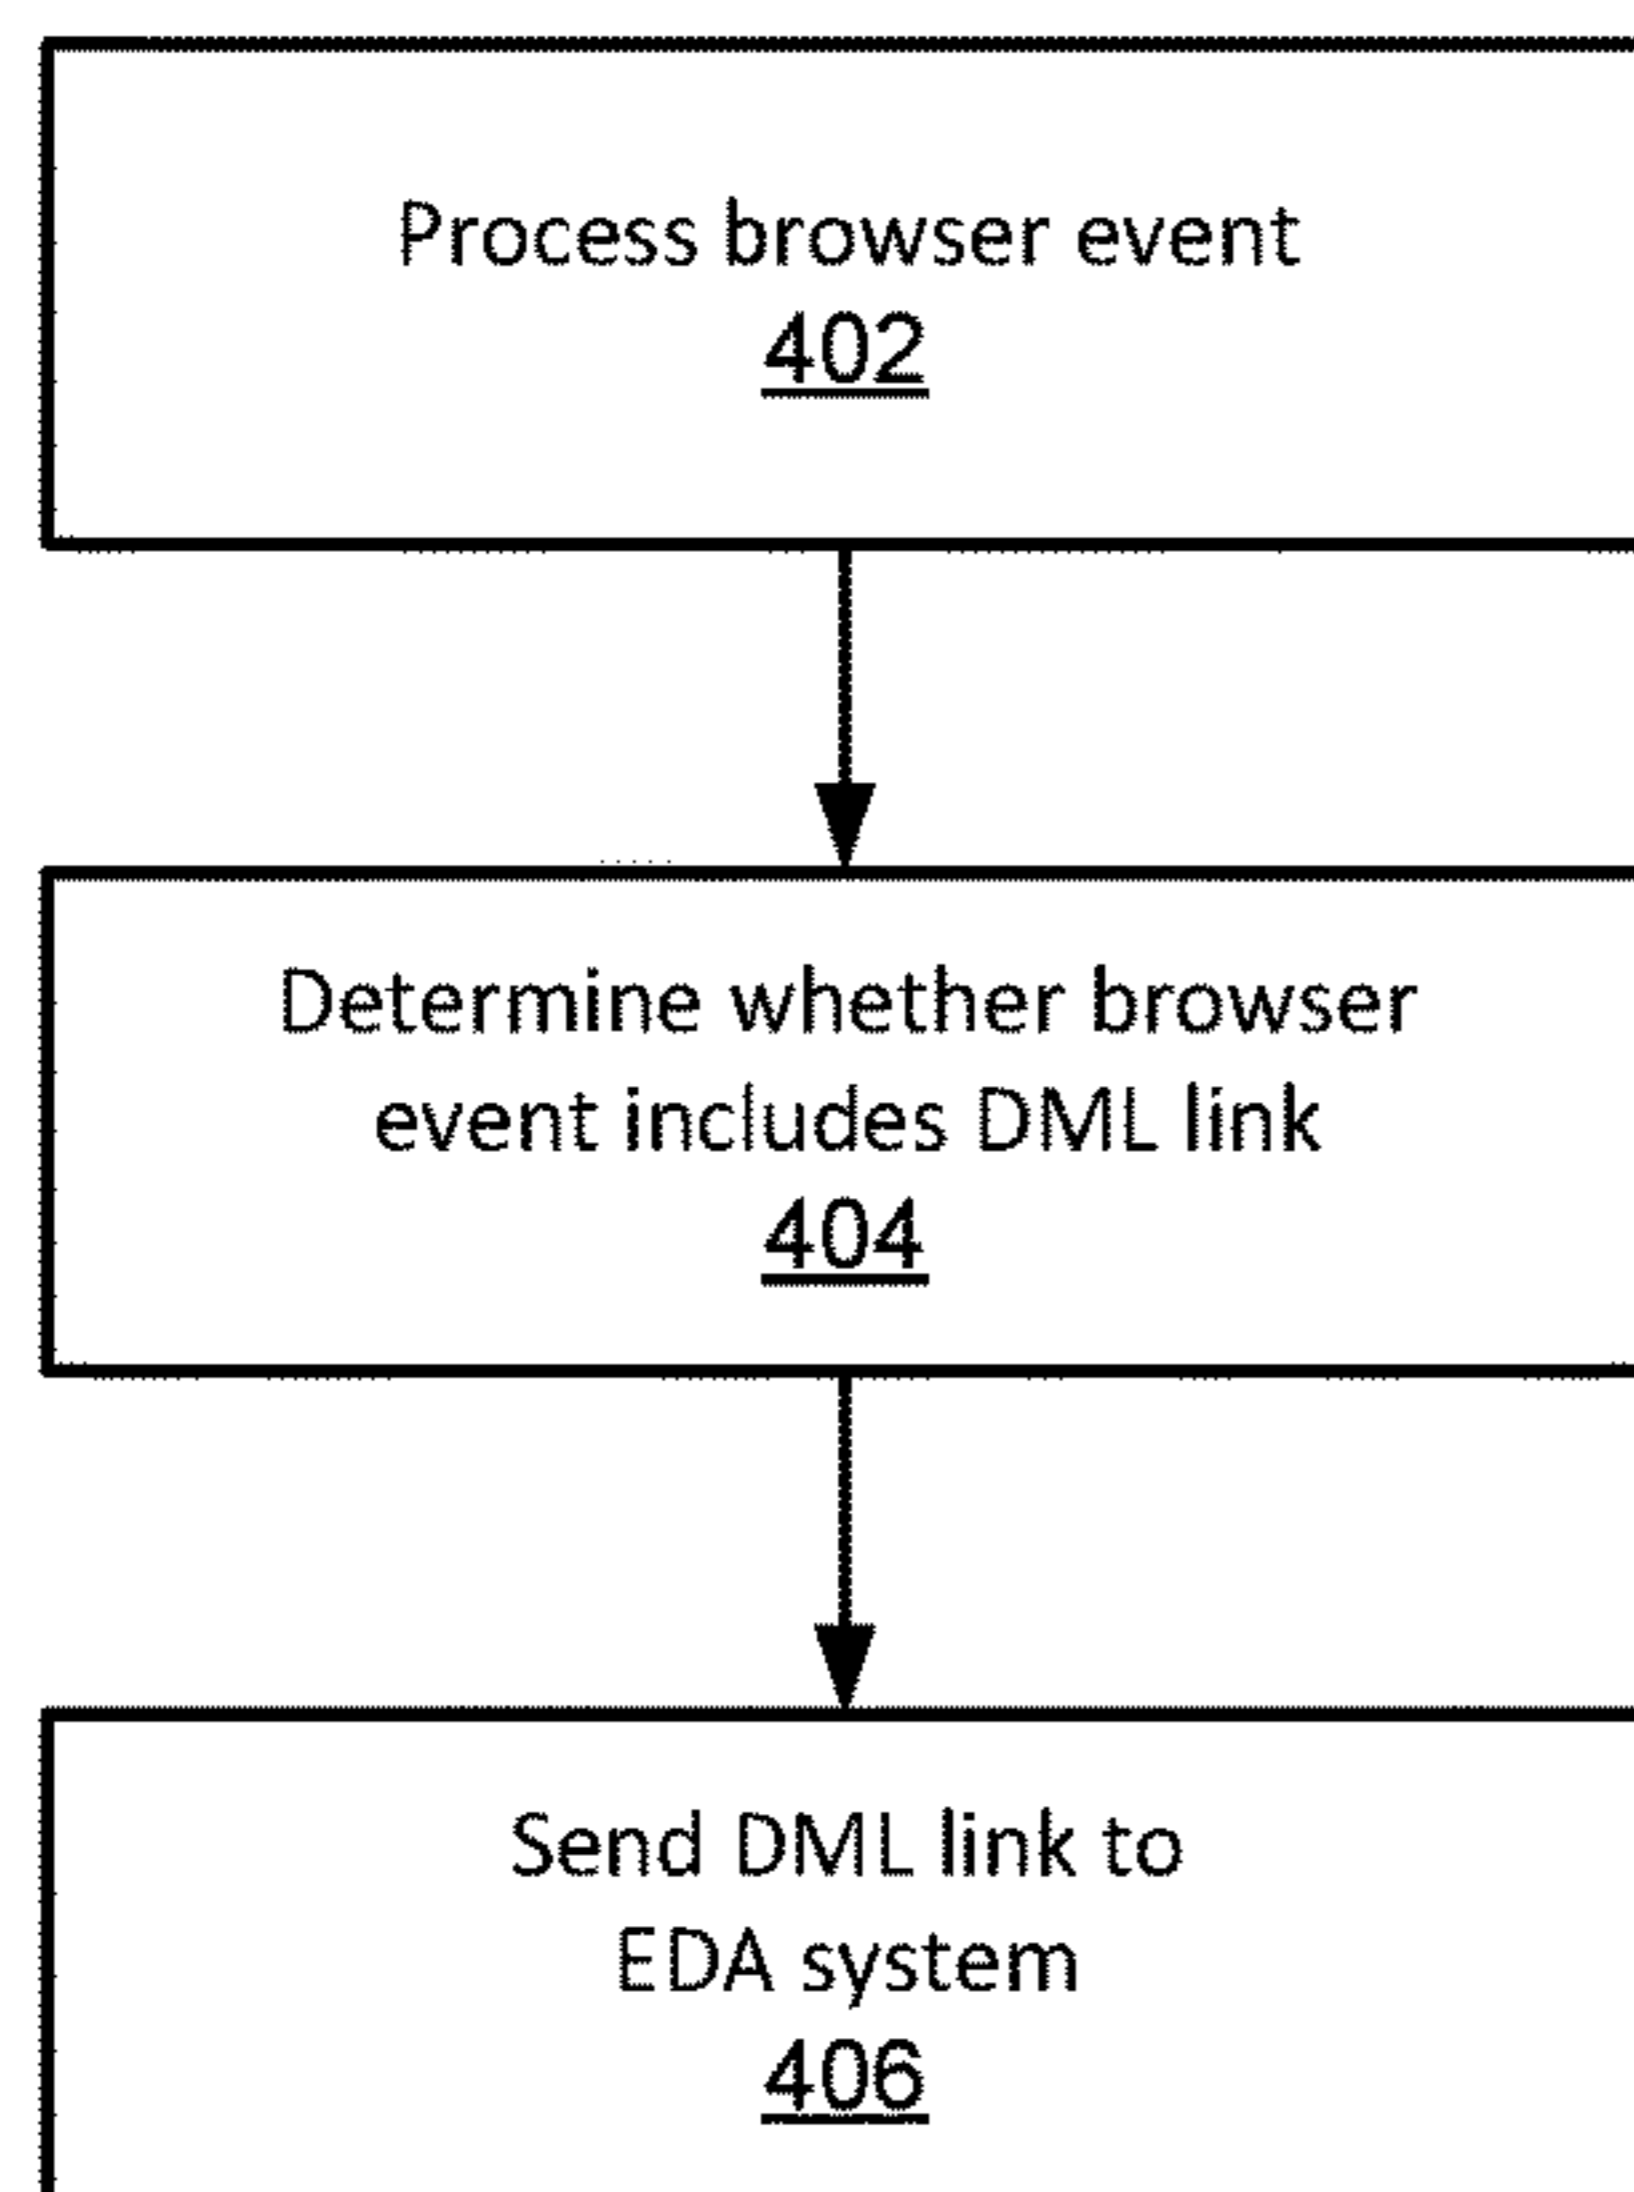 Process browser event
402
Determine whether browser
event includes DML link
404
Send DML link to
EDA system
406